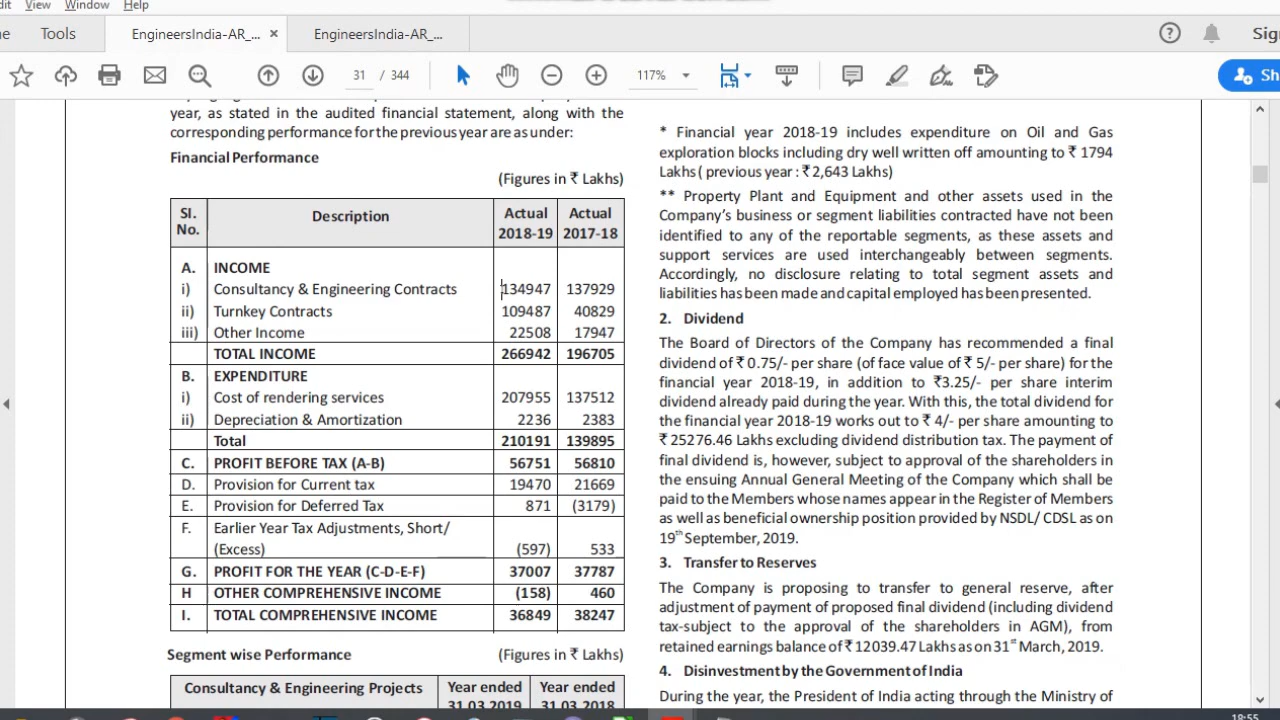 dit View Window Help
Tools EngineersIndia-AR_... × EngineersIndia-AR_...
31 / 344 117%
year, as stated in the audited financial statement, along with the
corresponding performance for the previous year are as under:
Financial Performance
(Figures in ₹ Lakhs)
Sl. No. Description Actual 2018-19 Actual 2017-18
A. INCOME
i) Consultancy & Engineering Contracts 134947 137929
ii) Turnkey Contracts 109487 40829
iii) Other Income 22508 17947
TOTAL INCOME 266942 196705
B. EXPENDITURE
i) Cost of rendering services 207955 137512
ii) Depreciation & Amortization 2236 2383
Total 210191 139895
C. PROFIT BEFORE TAX (A-B) 56751 56810
D. Provision for Current tax 19470 21669
E. Provision for Deferred Tax 871 (3179)
F. Earlier Year Tax Adjustments, Short/
(Excess) (597) 533
G. PROFIT FOR THE YEAR (C-D-E-F) 37007 37787
H OTHER COMPREHENSIVE INCOME (158) 460
I. TOTAL COMPREHENSIVE INCOME 36849 38247
Segment wise Performance (Figures in ₹ Lakhs)
Consultancy & Engineering Projects Year ended 31.03.2019 Year ended 31.03.2018
* Financial year 2018-19 includes expenditure on Oil and Gas
exploration blocks including dry well written off amounting to ₹ 1794
Lakhs ( previous year : ₹ 2,643 Lakhs)
** Property Plant and Equipment and other assets used in the
Company's business or segment liabilities contracted have not been
identified to any of the reportable segments, as these assets and
support services are used interchangeably between segments.
Accordingly, no disclosure relating to total segment assets and
liabilities has been made and capital employed has been presented.
2. Dividend
The Board of Directors of the Company has recommended a final
dividend of ₹ 0.75/- per share (of face value of ₹ 5/- per share) for the
financial year 2018-19, in addition to ₹3.25/- per share interim
dividend already paid during the year. With this, the total dividend for
the financial year 2018-19 works out to ₹ 4/- per share amounting to
₹ 25276.46 Lakhs excluding dividend distribution tax. The payment of
final dividend is, however, subject to approval of the shareholders in
the ensuing Annual General Meeting of the Company which shall be
paid to the Members whose names appear in the Register of Members
as well as beneficial ownership position provided by NSDL/ CDSL as on
19th September, 2019.
3. Transfer to Reserves
The Company is proposing to transfer to general reserve, after
adjustment of payment of proposed final dividend (including dividend
tax-subject to the approval of the shareholders in AGM), from
retained earnings balance of ₹ 12039.47 Lakhs as on 31st March, 2019.
4. Disinvestment by the Government of India
During the year, the President of India acting through the Ministry of
18:55